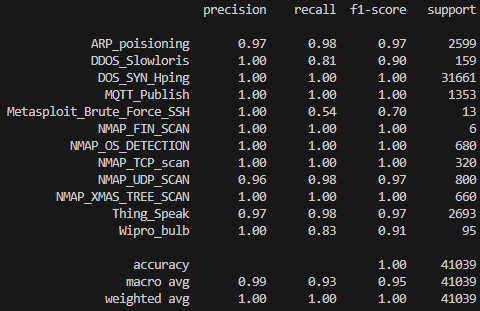 precision recall f1-score support
ARP_poisioning 0.97 0.98 0.97 2599
DDOS_Slowloris 1.00 0.81 0.90 159
DOS_SYN_Hping 1.00 1.00 1.00 31661
MQTT_Publish 1.00 1.00 1.00 1353
Metasploit_Brute_Force_SSH 1.00 0.54 0.70 13
NMAP_FIN_SCAN 1.00 1.00 1.00 6
NMAP_OS_DETECTION 1.00 1.00 1.00 680
NMAP_TCP_scan 1.00 1.00 1.00 320
NMAP_UDP_SCAN 0.96 0.98 0.97 800
NMAP_XMAS_TREE_SCAN 1.00 1.00 1.00 660
Thing_Speak 0.97 0.98 0.97 2693
Wipro_bulb 1.00 0.83 0.91 95
accuracy 1.00 41039
macro avg 0.99 0.93 0.95 41039
weighted avg 1.00 1.00 1.00 41039